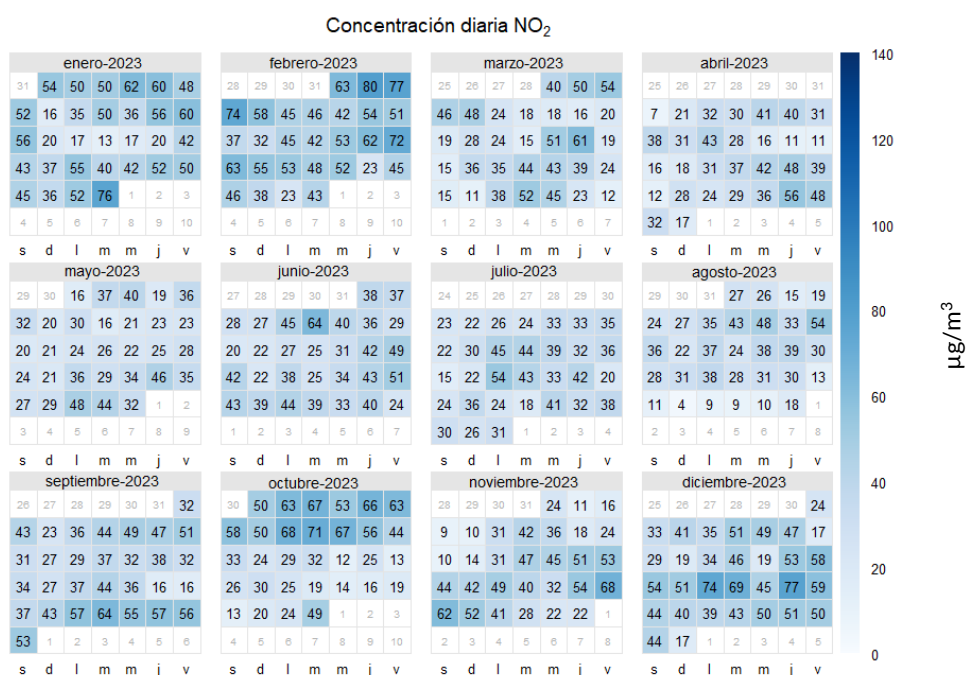 Concentración diaria NO₂
enero-2023 febrero-2023 marzo-2023 abril-2023
31 54 50 50 62 60 48 28 29 30 31 63 80 77 25 26 27 28 40 50 54 25 26 27 28 29 30 31
52 16 35 50 36 56 60 74 58 45 46 42 54 51 46 48 24 18 18 16 20 7 21 32 30 41 40 31
56 20 17 13 17 20 42 37 32 45 42 53 62 72 19 28 24 15 51 61 19 38 31 43 28 16 11 11
43 37 55 40 42 52 50 63 55 53 48 52 23 45 15 36 35 44 43 39 24 16 18 31 37 42 48 39
45 36 52 76 1 2 3 46 38 23 43 1 2 3 15 11 38 52 45 23 12 12 28 24 29 36 56 48
4 5 6 7 8 9 10 4 5 6 7 8 9 10 1 2 3 4 5 6 7 32 17 1 2 3 4 5
s d l m m j v s d l m m j v s d l m m j v s d l m m j v
mayo-2023 junio-2023 julio-2023 agosto-2023
29 30 16 37 40 19 36 27 28 29 30 31 38 37 24 25 26 27 28 29 30 29 30 31 27 26 15 19
32 20 30 16 21 23 23 28 27 45 64 40 36 29 23 22 26 24 33 33 35 24 27 35 43 48 33 54
20 21 24 26 22 25 28 20 22 27 25 31 42 49 22 30 45 44 39 32 36 36 22 37 24 38 39 30
24 21 36 29 34 46 35 42 22 38 25 34 43 51 15 22 54 43 33 42 20 28 31 38 28 31 30 13
27 29 48 44 32 1 2 43 39 44 39 33 40 24 24 36 24 18 41 32 38 11 4 9 9 10 18 1
3 4 5 6 7 8 9 1 2 3 4 5 6 7 30 26 31 1 2 3 4 2 3 4 5 6 7 8
s d l m m j v s d l m m j v s d l m m j v s d l m m j v
septiembre-2023 octubre-2023 noviembre-2023 diciembre-2023
26 27 28 29 30 31 32 30 50 63 67 53 66 63 28 29 30 31 24 11 16 25 26 27 28 29 30 24
43 23 36 44 49 47 51 58 50 68 71 67 56 44 9 10 31 42 36 18 24 33 41 35 51 49 47 17
31 27 29 37 32 38 32 33 24 29 32 12 25 13 10 14 31 47 45 51 53 29 19 34 46 19 53 58
34 27 37 44 36 16 16 26 30 25 19 14 16 19 44 42 49 40 32 54 68 54 51 74 69 45 77 59
37 43 57 64 55 57 56 13 20 24 49 1 2 3 62 52 41 28 22 22 1 44 40 39 43 50 51 50
53 1 2 3 4 5 6 4 5 6 7 8 9 10 2 3 4 5 6 7 8 44 17 1 2 3 4 5
s d l m m j v s d l m m j v s d l m m j v s d l m m j v
140
120
100
80
60
40
20
0
µg/m³